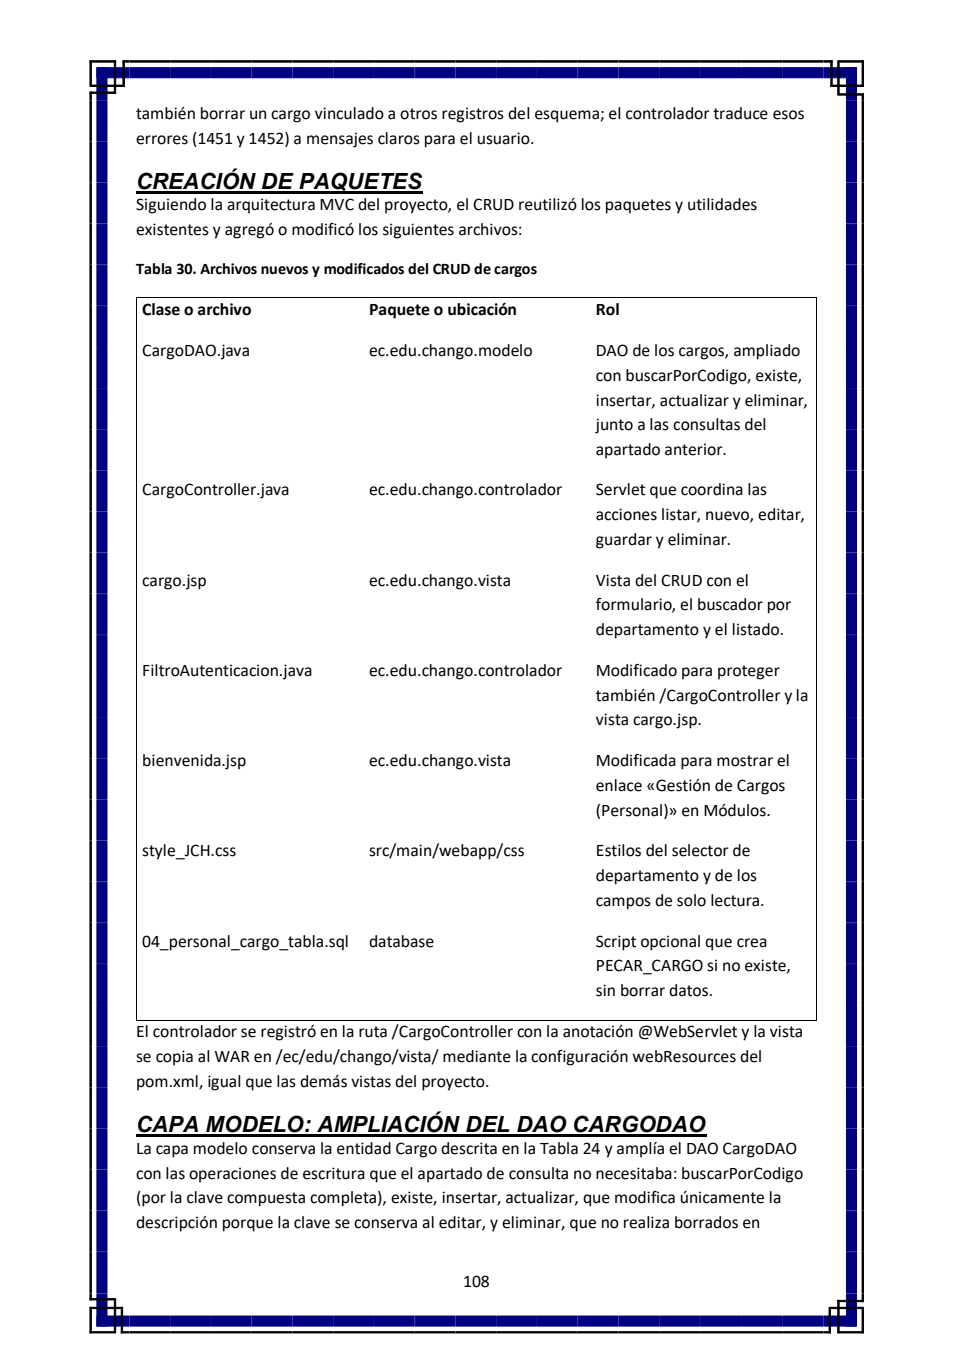 también borrar un cargo vinculado a otros registros del esquema; el controlador traduce esos
errores (1451 y 1452) a mensajes claros para el usuario.
CREACIÓN DE PAQUETES
Siguiendo la arquitectura MVC del proyecto, el CRUD reutilizó los paquetes y utilidades
existentes y agregó o modificó los siguientes archivos:
Tabla 30. Archivos nuevos y modificados del CRUD de cargos
Clase o archivo Paquete o ubicación Rol
CargoDAO.java ec.edu.chango.modelo DAO de los cargos, ampliado
con buscarPorCodigo, existe,
insertar, actualizar y eliminar,
junto a las consultas del
apartado anterior.
CargoController.java ec.edu.chango.controlador Servlet que coordina las
acciones listar, nuevo, editar,
guardar y eliminar.
cargo.jsp ec.edu.chango.vista Vista del CRUD con el
formulario, el buscador por
departamento y el listado.
FiltroAutenticacion.java ec.edu.chango.controlador Modificado para proteger
también /CargoController y la
vista cargo.jsp.
bienvenida.jsp ec.edu.chango.vista Modificada para mostrar el
enlace «Gestión de Cargos
(Personal)» en Módulos.
style_JCH.css src/main/webapp/css Estilos del selector de
departamento y de los
campos de solo lectura.
04_personal_cargo_tabla.sql database Script opcional que crea
PECAR_CARGO si no existe,
sin borrar datos.
El controlador se registró en la ruta /CargoController con la anotación @WebServlet y la vista
se copia al WAR en /ec/edu/chango/vista/ mediante la configuración webResources del
pom.xml, igual que las demás vistas del proyecto.
CAPA MODELO: AMPLIACIÓN DEL DAO CARGODAO
La capa modelo conserva la entidad Cargo descrita en la Tabla 24 y amplía el DAO CargoDAO
con las operaciones de escritura que el apartado de consulta no necesitaba: buscarPorCodigo
(por la clave compuesta completa), existe, insertar, actualizar, que modifica únicamente la
descripción porque la clave se conserva al editar, y eliminar, que no realiza borrados en
108